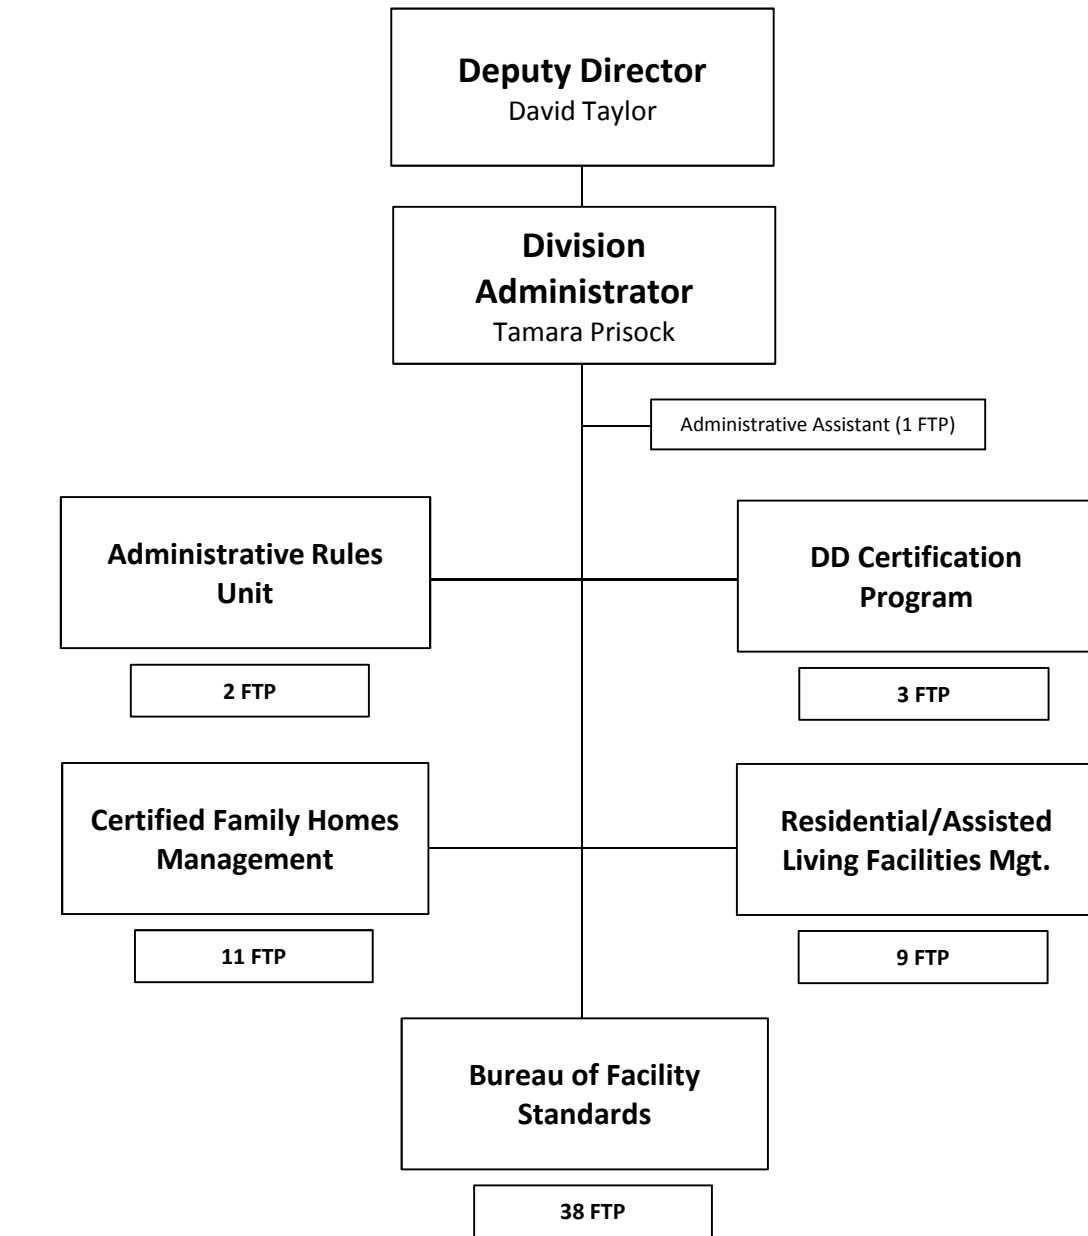 Deputy Director
David Taylor
Division
Administrator
Tamara Prisock
Administrative Assistant (1 FTP)
Administrative Rules
Unit
2 FTP
DD Certification
Program
3 FTP
Certified Family Homes
Management
11 FTP
Residential/Assisted
Living Facilities Mgt.
9 FTP
Bureau of Facility
Standards
38 FTP